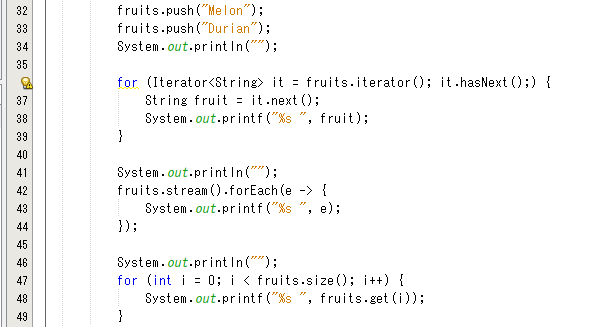 32 fruits.push("Melon");
33 fruits.push("Durian");
34 System.out.println("");
35
for (Iterator<String> it = fruits.iterator(); it.hasNext();) {
37 String fruit = it.next();
38 System.out.printf("%s ", fruit);
39 }
40
41 System.out.println("");
42 fruits.stream().forEach(e -> {
43 System.out.printf("%s ", e);
44 });
45
46 System.out.println("");
47 for (int i = 0; i < fruits.size(); i++) {
48 System.out.printf("%s ", fruits.get(i));
49 }